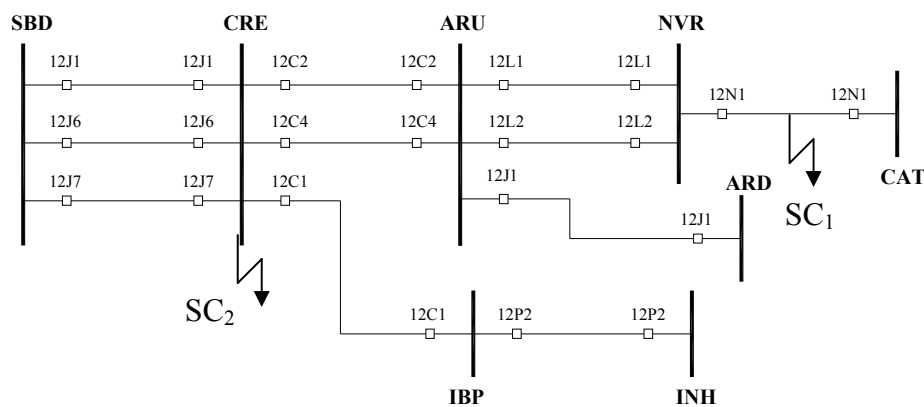 SBD CRE ARU NVR
12J1 12J1 12C2 12C2 12L1 12L1
12N1 12N1
12J6 12J6 12C4 12C4 12L2 12L2
12J7 12J7 12C1 12J1 ARD CAT
12J1 SC₁
SC₂
12C1 12P2 12P2
IBP INH